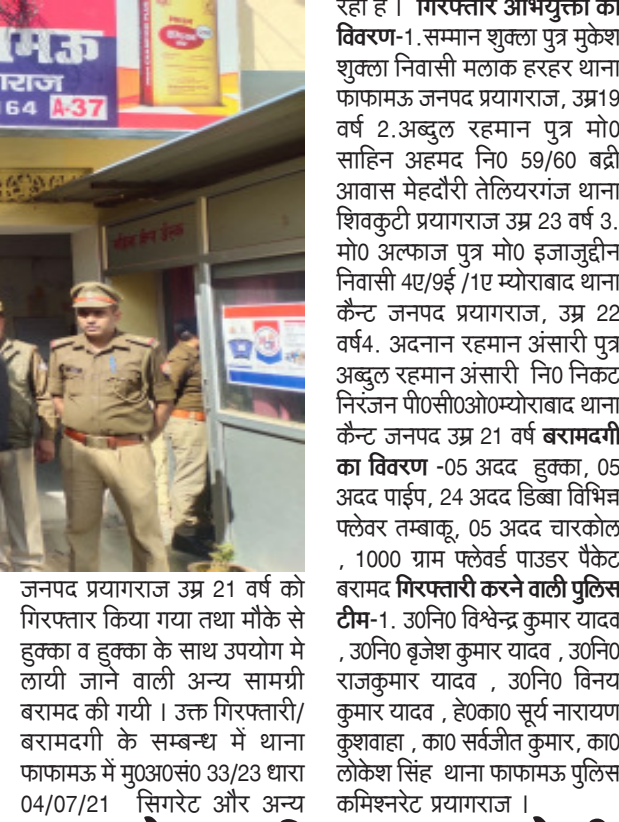 मऊ
राज
64 A-37
जनपद प्रयागराज उम्र 21 वर्ष को
गिरफ्तार किया गया तथा मौके से
हुक्का व हुक्का के साथ उपयोग मे
लायी जाने वाली अन्य सामग्री
बरामद की गयी । उक्त गिरफ्तारी/
बरामदगी के सम्बन्ध में थाना
फाफामऊ में मु0अ0सं0 33/23 धारा
04/07/21 सिगरेट और अन्य
रहा है । गिरफ्तार अभियुक्तो का
विवरण-1.सम्मान शुक्ला पुत्र मुकेश
शुक्ला निवासी मलाक हरहर थाना
फाफामऊ जनपद प्रयागराज, उम्र19
वर्ष 2.अब्दुल रहमान पुत्र मो0
साहिन अहमद नि0 59/60 बद्री
आवास मेहदौरी तेलियरगंज थाना
शिवकुटी प्रयागराज उम्र 23 वर्ष 3.
मो0 अल्फाज पुत्र मो0 इजाजुद्दीन
निवासी 4ए/9ई /1ए म्योराबाद थाना
कैन्ट जनपद प्रयागराज, उम्र 22
वर्ष4. अदनान रहमान अंसारी पुत्र
अब्दुल रहमान अंसारी नि0 निकट
निरंजन पी0सी0ओ0म्योराबाद थाना
कैन्ट जनपद उम्र 21 वर्ष बरामदगी
का विवरण -05 अदद हुक्का, 05
अदद पाईप, 24 अदद डिब्बा विभिन्न
फ्लेवर तम्बाकू, 05 अदद चारकोल
, 1000 ग्राम फ्लेवर्ड पाउडर पैकेट
बरामद गिरफ्तारी करने वाली पुलिस
टीम-1. उ0नि0 विश्वेन्द्र कुमार यादव
, उ0नि0 बृजेश कुमार यादव , उ0नि0
राजकुमार यादव , उ0नि0 विनय
कुमार यादव , हे0का0 सूर्य नारायण
कुशवाहा , का0 सर्वजीत कुमार, का0
लोकेश सिंह थाना फाफामऊ पुलिस
कमिश्नरेट प्रयागराज ।